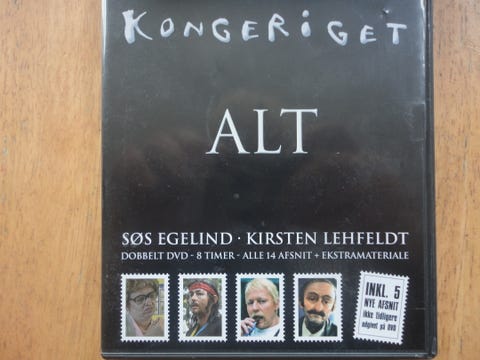 KONGERIGET
ALT
SØS EGELIND · KIRSTEN LEHFELDT
DOBBELT DVD - 8 TIMER - ALLE 14 AFSNIT + EKSTRAMATERIALE
INKL. 5
NYE AFSNIT
ikke tidligere
udgivet på DVD